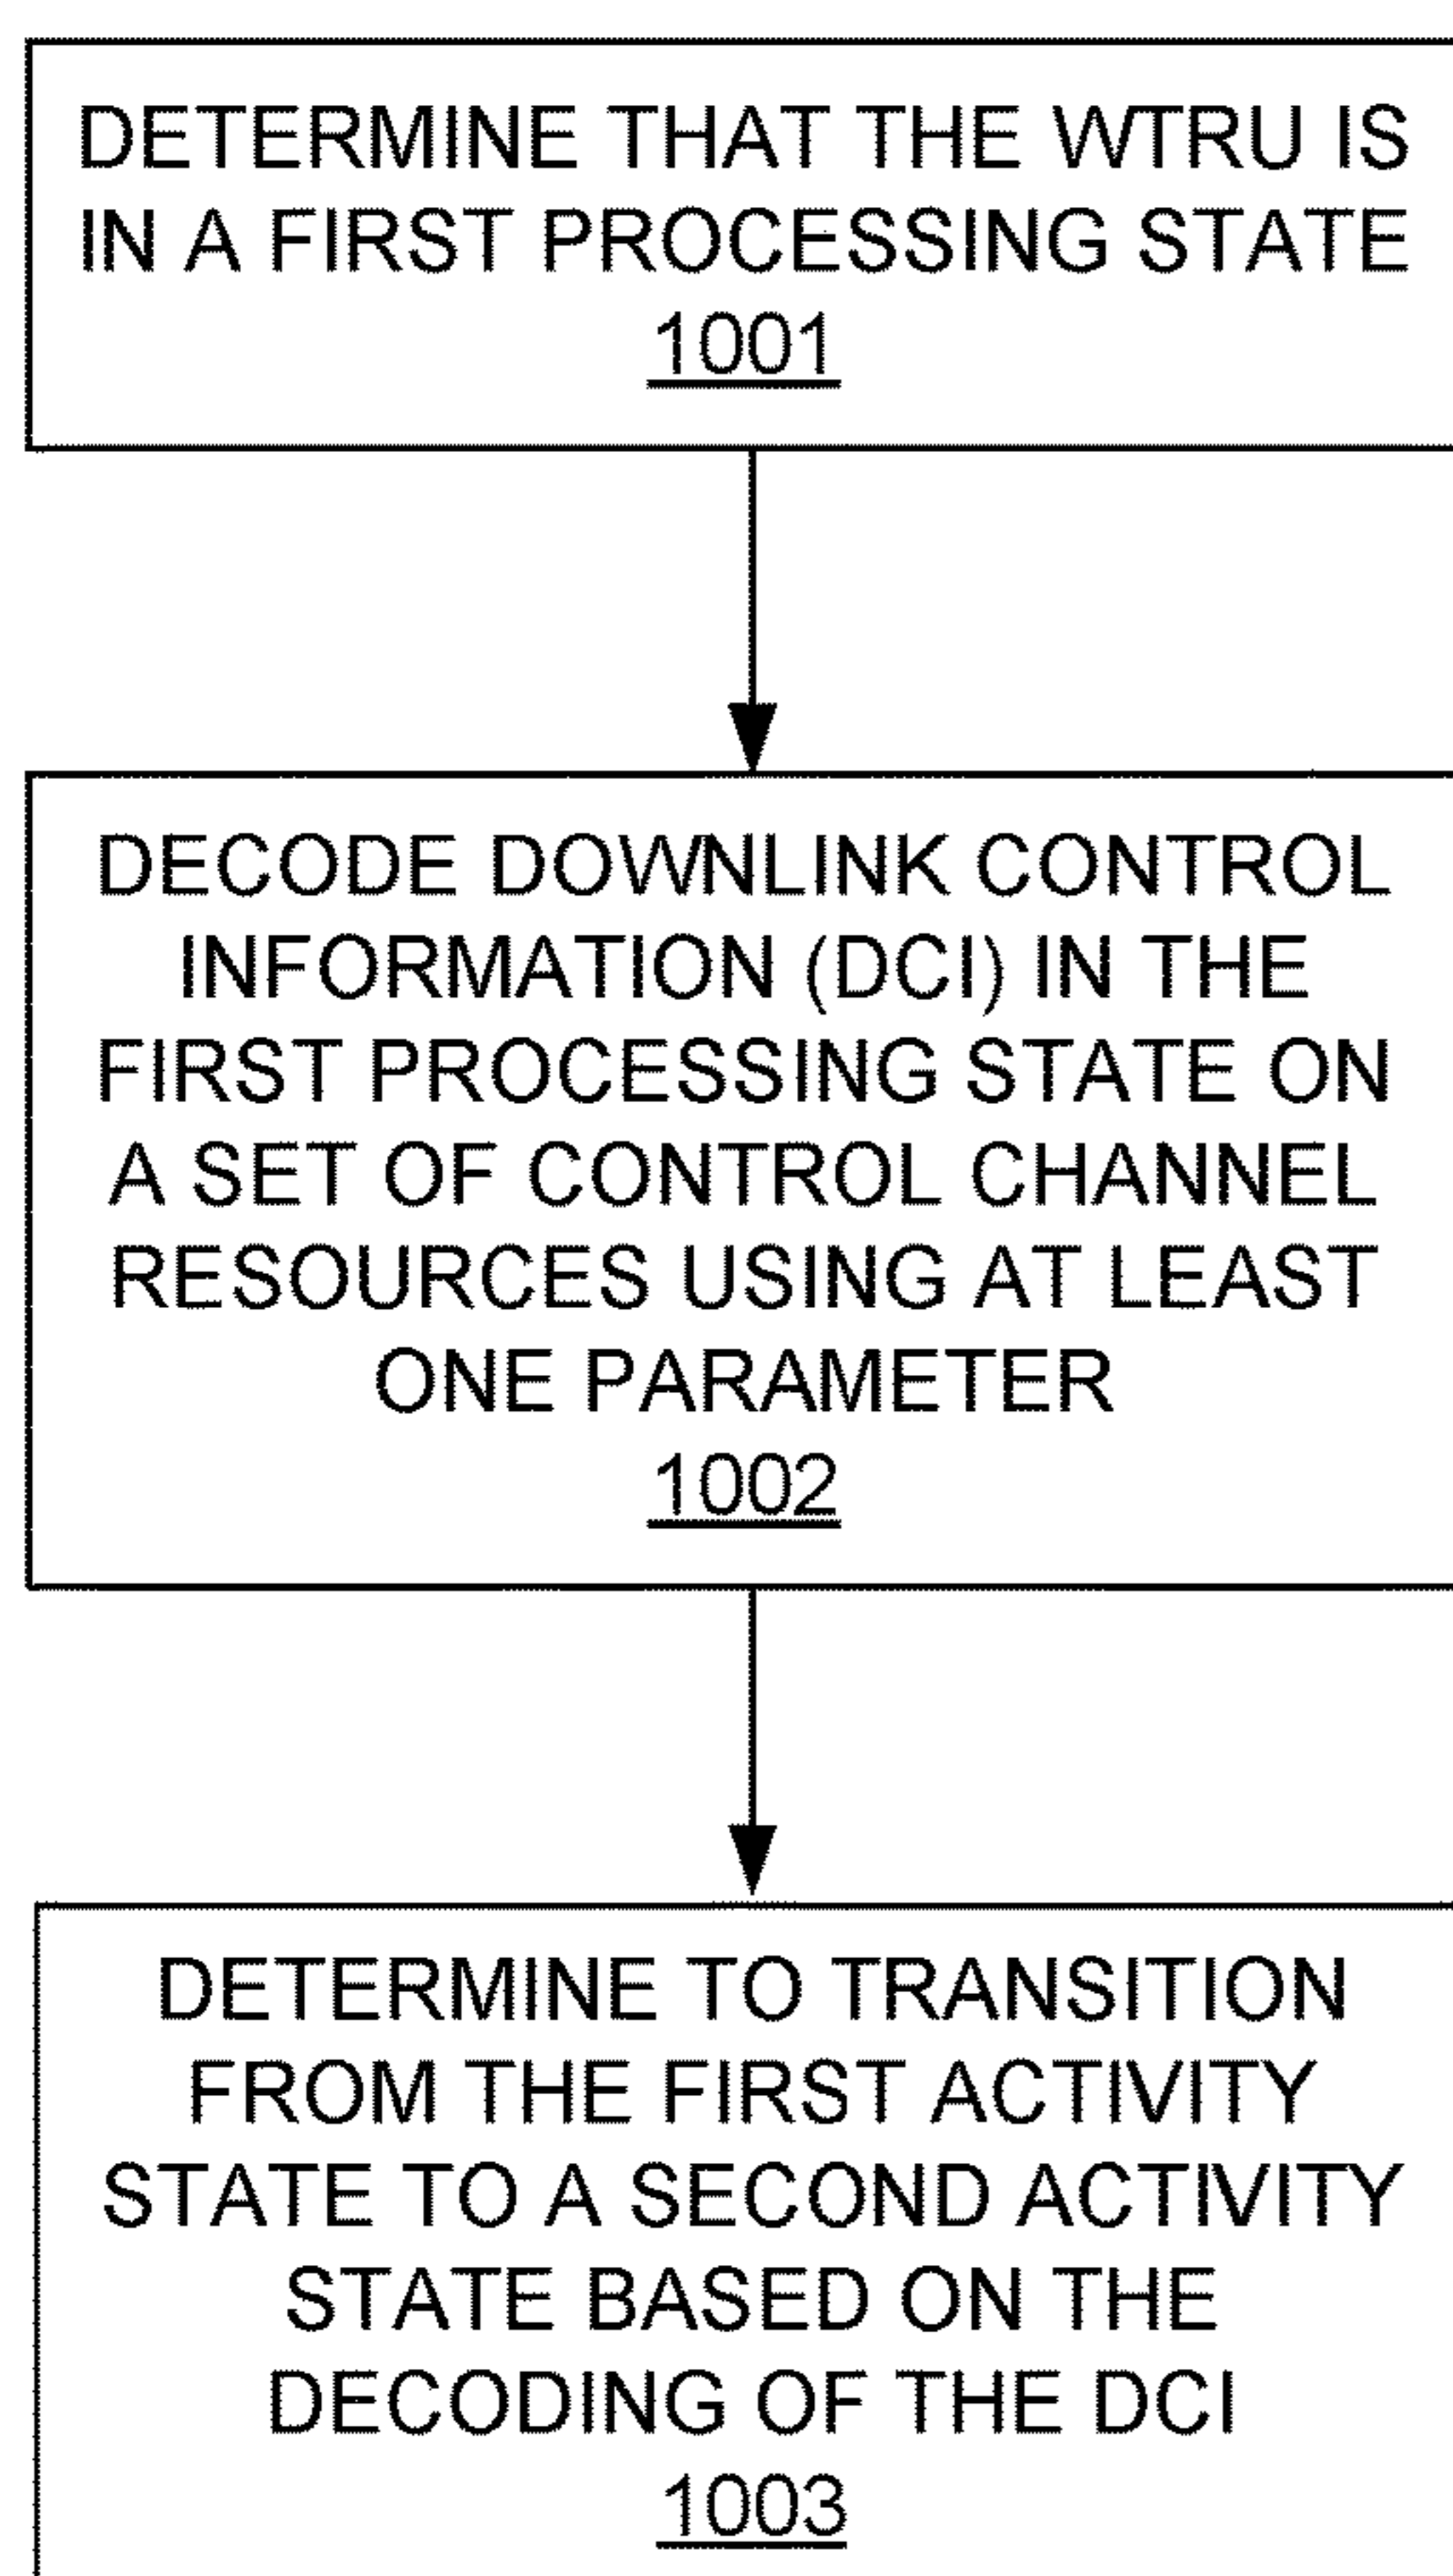 DETERMINE THAT THE WTRU IS
IN A FIRST PROCESSING STATE
1001
DECODE DOWNLINK CONTROL
INFORMATION (DCI) IN THE
FIRST PROCESSING STATE ON
A SET OF CONTROL CHANNEL
RESOURCES USING AT LEAST
ONE PARAMETER
1002
DETERMINE TO TRANSITION
FROM THE FIRST ACTIVITY
STATE TO A SECOND ACTIVITY
STATE BASED ON THE
DECODING OF THE DCI
1003